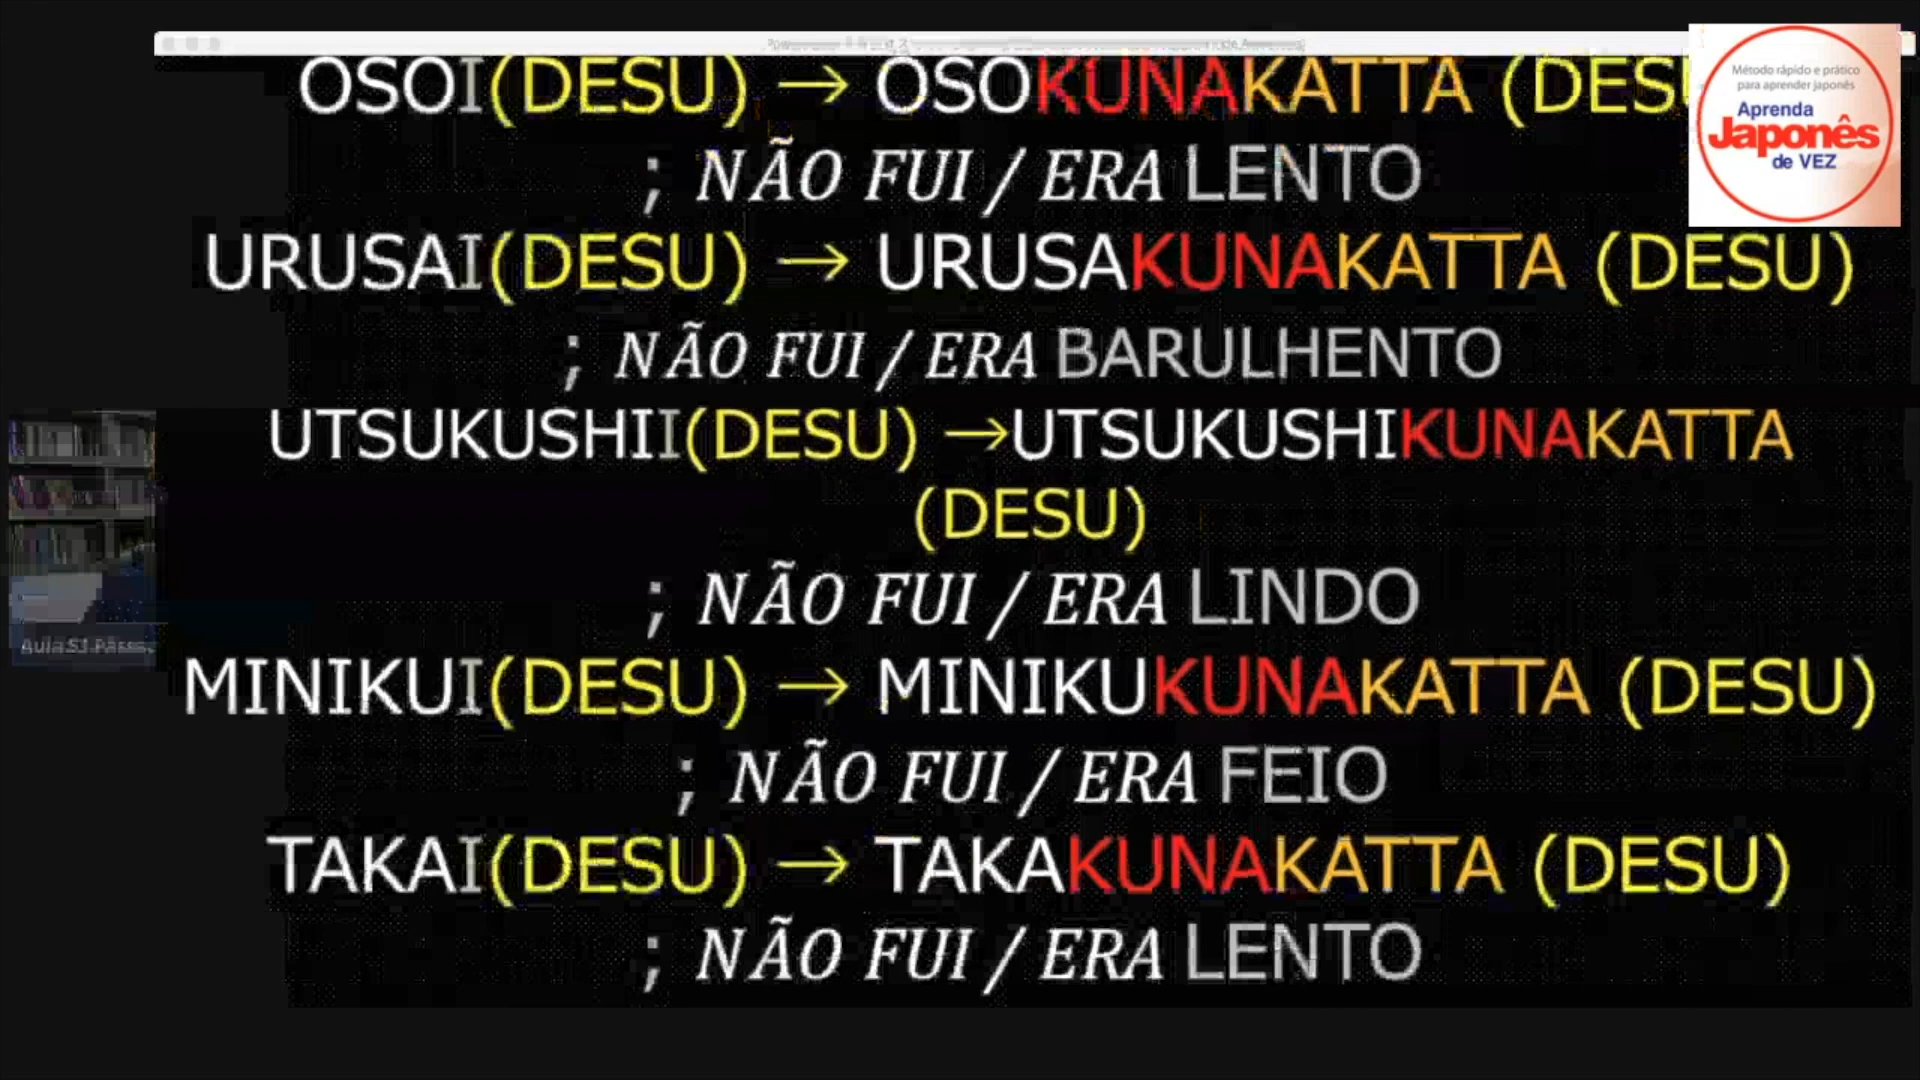 OSOI(DESU) → OSOKUNAKATTA (DESU
; NÃO FUI / ERA LENTO
URUSAI(DESU) → URUSAKUNAKATTA (DESU)
; NÃO FUI / ERA BARULHENTO
UTSUKUSHII(DESU) →UTSUKUSHIKUNAKATTA
(DESU)
; NÃO FUI / ERA LINDO
MINIKUI(DESU) → MINIKUKUNAKATTA (DESU)
; NÃO FUI / ERA FEIO
TAKAI(DESU) → TAKAKUNAKATTA (DESU)
; NÃO FUI / ERA LENTO
Método rápido e prático
para aprender japonês
Aprenda
Japonês
de VEZ
Aula 51